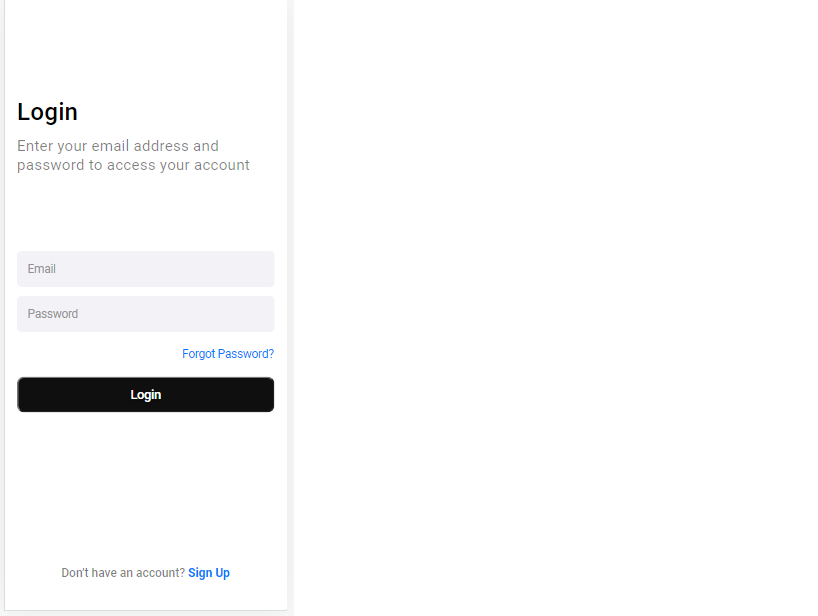 Login
Enter your email address and
password to access your account
Email
Password
Forgot Password?
Login
Don't have an account? Sign Up